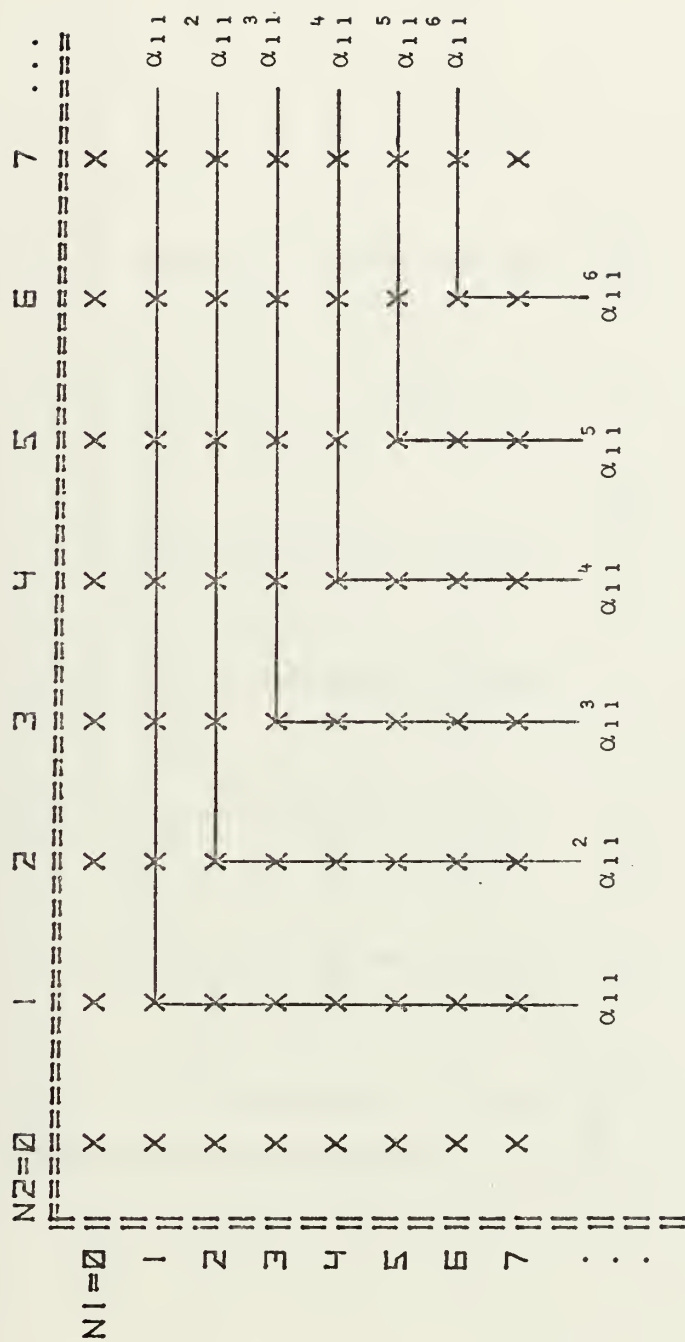 N2=0 1 2 3 4 5 6 7 ...
N1=0 X X X X X X X X
1 X X X X X X X X α11
2 X X X X X X X X α11^2
3 X X X X X X X X α11^3
4 X X X X X X X X α11^4
5 X X X X X X X X α11^5
6 X X X X X X X X α11^6
7 X X X X X X X X
.
.
.
α11 α11^2 α11^3 α11^4 α11^5 α11^6